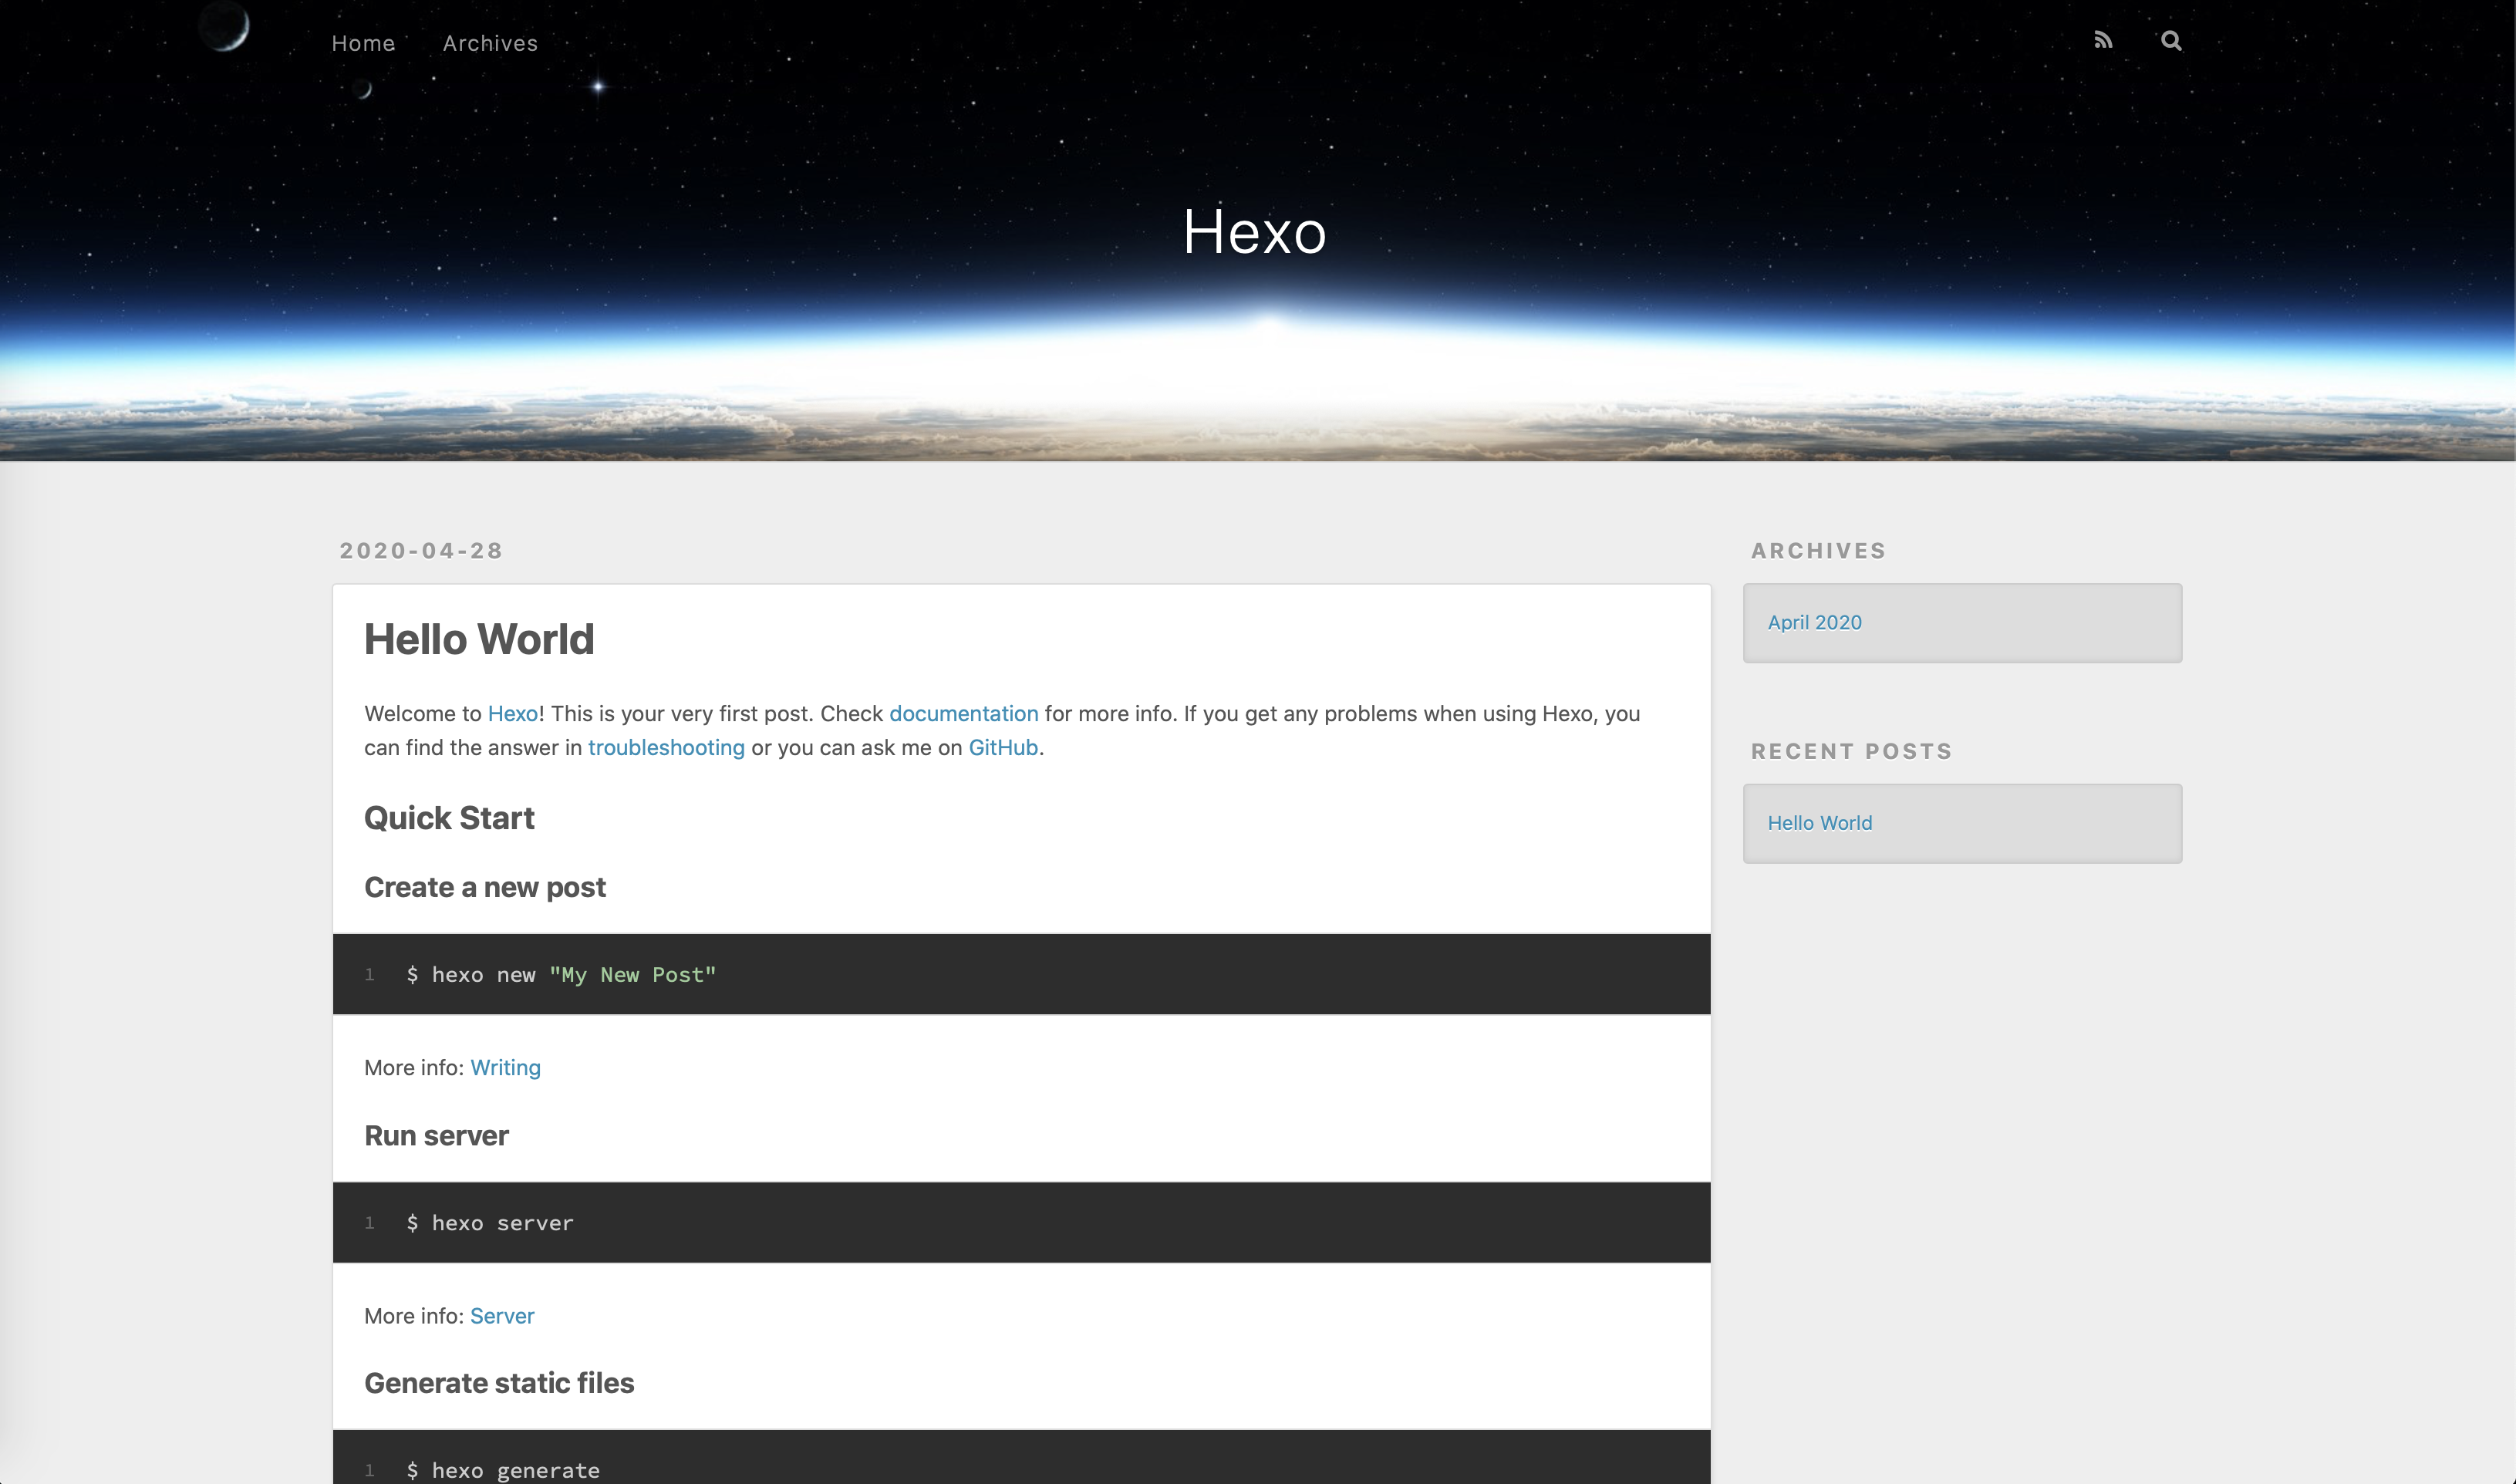 Home Archives
Hexo
2020-04-28
Hello World
Welcome to Hexo! This is your very first post. Check documentation for more info. If you get any problems when using Hexo, you
can find the answer in troubleshooting or you can ask me on GitHub.
Quick Start
Create a new post
1 $ hexo new "My New Post"
More info: Writing
Run server
1 $ hexo server
More info: Server
Generate static files
1 $ hexo generate
ARCHIVES
April 2020
RECENT POSTS
Hello World